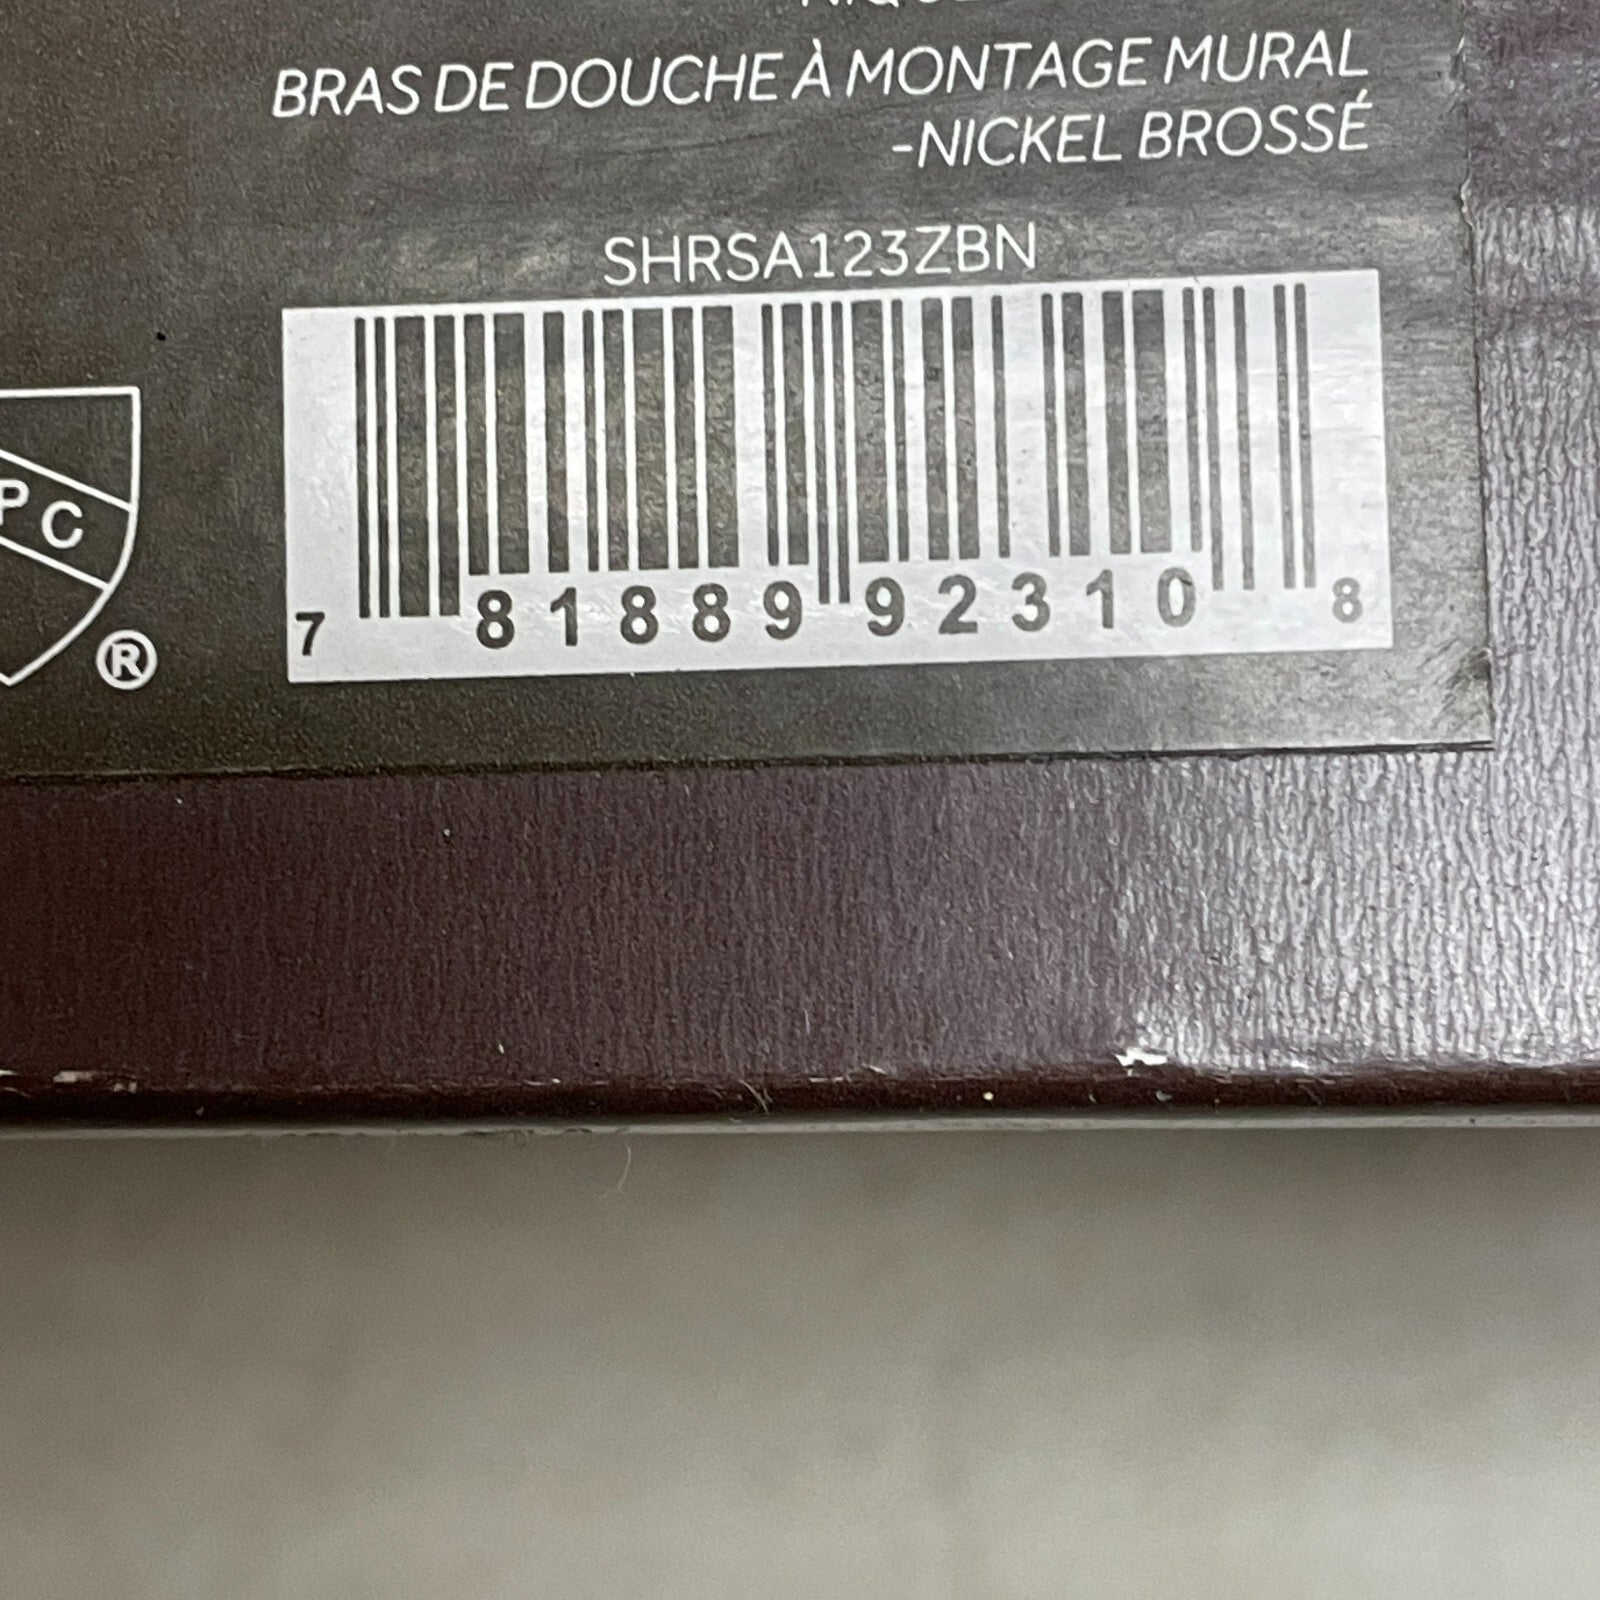 BRAS DE DOUCHE À MONTAGE MURAL
-NICKEL BROSSÉ
SHRSA123ZBN
7 81889 92310 8
PC
®